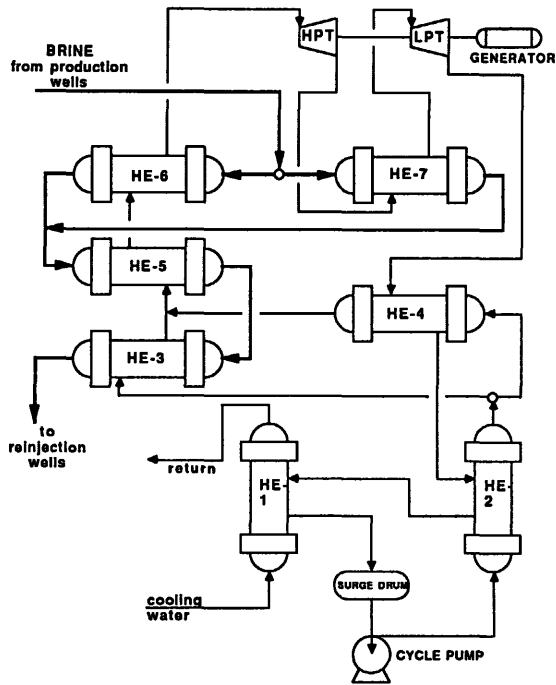 HPT
LPT
GENERATOR
BRINE
from production
wells
HE-6
HE-7
HE-5
HE-4
HE-3
to
reinjection
wells
return
HE-
1
HE-
2
SURGE DRUM
cooling
water
CYCLE PUMP